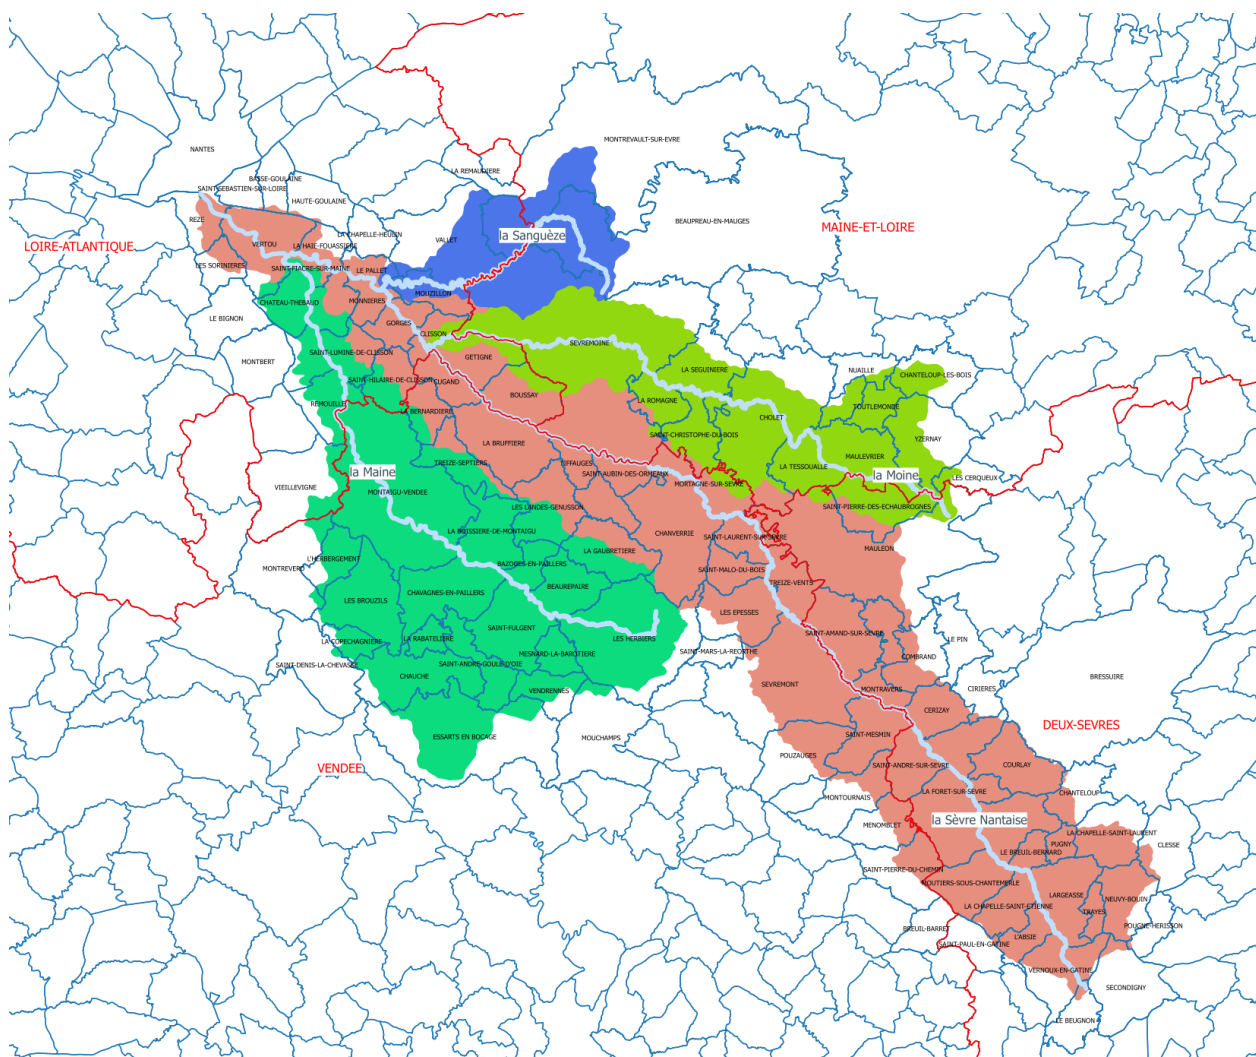 MONTREVAULT-SUR-EVRE
NANTES
LA REMAUDIERE
BASSE-GOULAINE
SAINT-SEBASTIEN-SUR-LOIRE
HAUTE-GOULAINE
REZE
BEAUPREAU-EN-MAUGES
MAINE-ET-LOIRE
LA CHAPELLE-HEULIN
VALLET
la Sanguèze
LOIRE-ATLANTIQUE
VERTOU
LA HAIE-FOUASSIERE
LES SORINIERES
SAINT-FIACRE-SUR-MAINE
LE PALLET
MOUZILLON
CHATEAU-THEBAUD
MONNIERES
LE BIGNON
GORGES
CLISSON
SEVREMOINE
MONTBERT
SAINT-LUMINE-DE-CLISSON
GETIGNE
LA SEGUINIERE
NUAILLE
CHANTELOUP-LES-BOIS
SAINT-HILAIRE-DE-CLISSON
CUGAND
BOUSSAY
LA ROMAGNE
REMOUILLE
LA BERNARDIERE
TOUTLEMONDE
CHOLET
SAINT-CHRISTOPHE-DU-BOIS
LA BRUFFIERE
YZERNAY
MAULEVRIER
TREIZE-SEPTIERS
TIFFAUGES
LA TESSOUALLE
la Maine
SAINT-AUBIN-DES-ORMEAUX
la Moine
LES CERQUEUX
VIEILLEVIGNE
MORTAGNE-SUR-SEVRE
MONTAIGU-VENDEE
LES LANDES-GENUSSON
SAINT-PIERRE-DES-ECHAUBROGNES
LA BOISSIERE-DE-MONTAIGU
CHANVERRIE
SAINT-LAURENT-SUR-SEVRE
MAULEON
LA GAUBRETIERE
L'HERBERGEMENT
BAZOGES-EN-PAILLERS
MONTREVERD
SAINT-MALO-DU-BOIS
TREIZE-VENTS
BEAUREPAIRE
CHAVAGNES-EN-PAILLERS
LES BROUZILS
LES EPESSES
SAINT-FULGENT
SAINT-AMAND-SUR-SEVRE
LA COPECHAGNIERE
LA RABATELIERE
LES HERBIERS
LE PIN
SAINT-MARS-LA-REORTHE
MESNARD-LA-BAROTIERE
COMBRAND
SAINT-DENIS-LA-CHEVASSE
SAINT-ANDRE-GOULE D'OIE
CHAUCHE
BRESSUIRE
SEVREMONT
MONTRAVERS
CIRIERES
VENDRENNES
CERIZAY
DEUX-SEVRES
ESSARTS EN BOCAGE
MOUCHAMPS
SAINT-MESMIN
POUZAUGES
VENDEE
SAINT-ANDRE-SUR-SEVRE
COURLAY
LA FORET-SUR-SEVRE
CHANTELOUP
MONTOURNAIS
la Sèvre Nantaise
MENOMBLET
LA CHAPELLE-SAINT-LAURENT
PUGNY
CLESSE
LE BREUIL-BERNARD
SAINT-PIERRE-DU-CHEMIN
MOUTIERS-SOUS-CHANTEMERLE
LARGEASSE
NEUVY-BOUIN
LA CHAPELLE-SAINT-ETIENNE
TRAYES
POUGNE-HERISSON
BREUIL-BARRET
L'ABSIE
SAINT-PAUL-EN-GATINE
VERNOUX-EN-GATINE
SECONDIGNY
LE BEUGNON